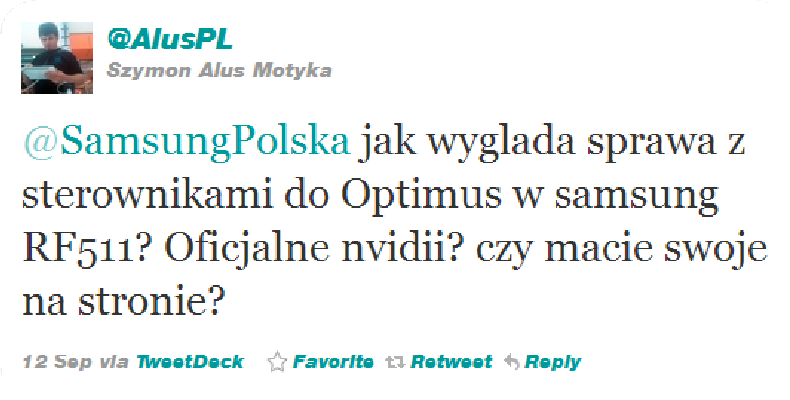 @AlusPL
Szymon Alus Motyka
@SamsungPolska jak wyglada sprawa z
sterownikami do Optimus w samsung
RF511? Oficjalne nvidii? czy macie swoje
na stronie?
12 Sep via TweetDeck Favorite Retweet Reply